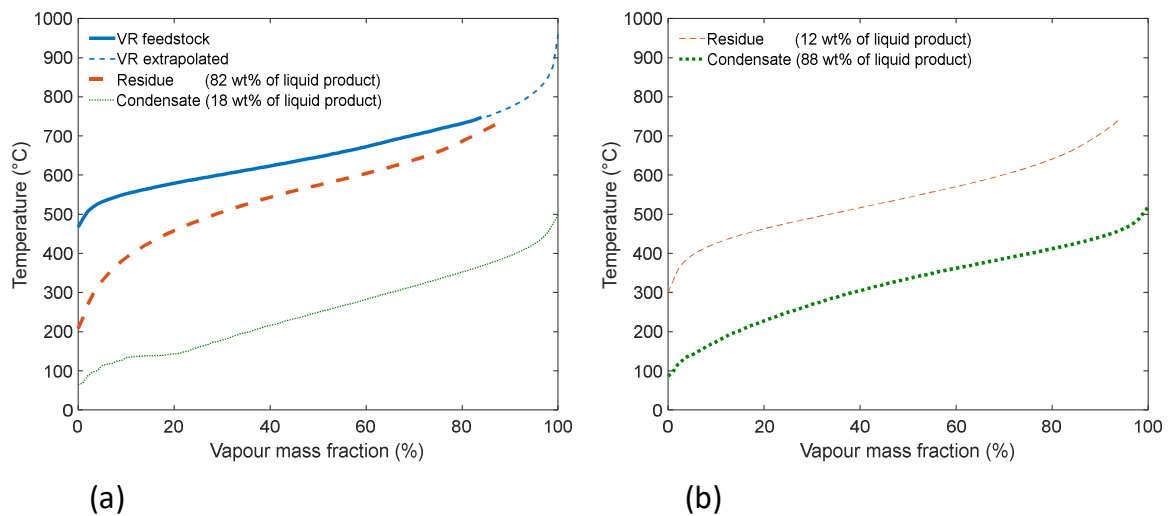 1000
900
800
700
600
500
400
300
200
100
0
Temperature (°C)
VR feedstock
VR extrapolated
Residue (82 wt% of liquid product)
Condensate (18 wt% of liquid product)
0 20 40 60 80 100
Vapour mass fraction (%)
(a)
1000
900
800
700
600
500
400
300
200
100
0
Temperature (°C)
Residue (12 wt% of liquid product)
Condensate (88 wt% of liquid product)
0 20 40 60 80 100
Vapour mass fraction (%)
(b)